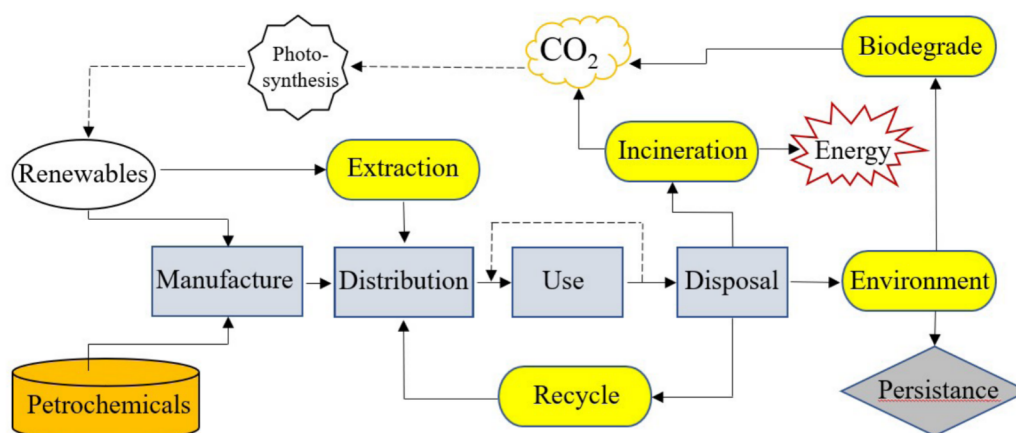 Photo-
synthesis
CO2
Biodegrade
Renewables
Extraction
Incineration
Energy
Manufacture
Distribution
Use
Disposal
Environment
Petrochemicals
Recycle
Persistance